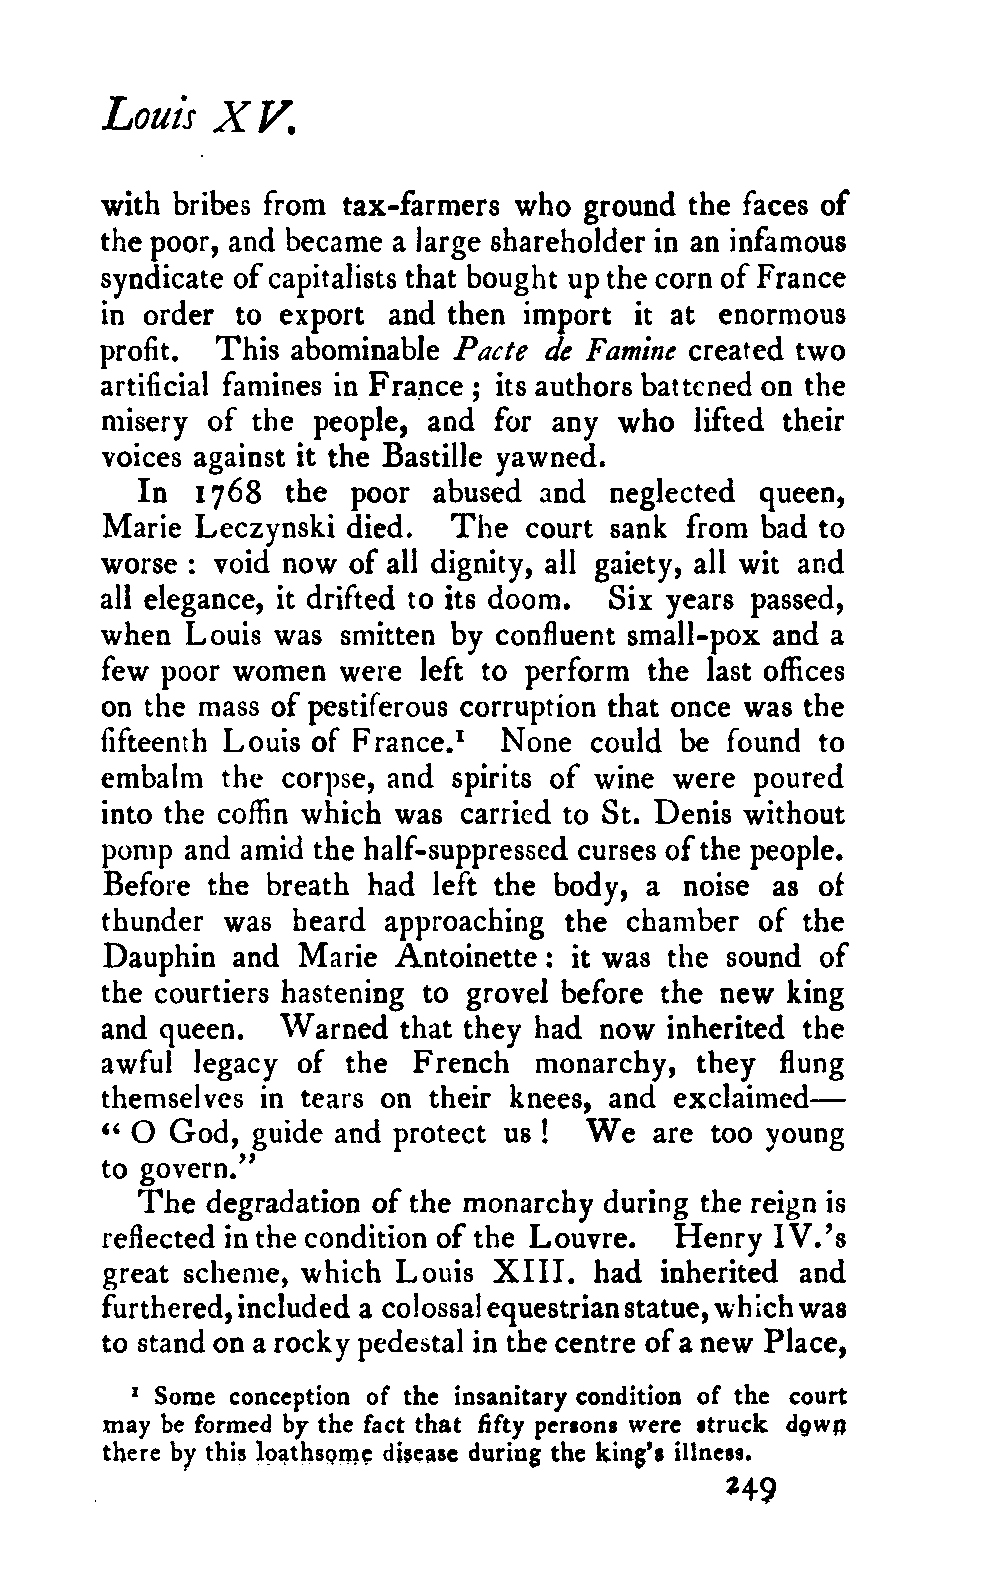 Louis XV.
with bribes from tax-farmers who ground the faces of
the poor, and became a large shareholder in an infamous
syndicate of capitalists that bought up the corn of France
in order to export and then import it at enormous
profit. This abominable Pacte de Famine created two
artificial famines in France ; its authors battened on the
misery of the people, and for any who lifted their
voices against it the Bastille yawned.
In 1768 the poor abused and neglected queen,
Marie Leczynski died. The court sank from bad to
worse : void now of all dignity, all gaiety, all wit and
all elegance, it drifted to its doom. Six years passed,
when Louis was smitten by confluent small-pox and a
few poor women were left to perform the last offices
on the mass of pestiferous corruption that once was the
fifteenth Louis of France.¹ None could be found to
embalm the corpse, and spirits of wine were poured
into the coffin which was carried to St. Denis without
pomp and amid the half-suppressed curses of the people.
Before the breath had left the body, a noise as of
thunder was heard approaching the chamber of the
Dauphin and Marie Antoinette : it was the sound of
the courtiers hastening to grovel before the new king
and queen. Warned that they had now inherited the
awful legacy of the French monarchy, they flung
themselves in tears on their knees, and exclaimed—
“ O God, guide and protect us ! We are too young
to govern.”
The degradation of the monarchy during the reign is
reflected in the condition of the Louvre. Henry IV.’s
great scheme, which Louis XIII. had inherited and
furthered, included a colossal equestrian statue, which was
to stand on a rocky pedestal in the centre of a new Place,
¹ Some conception of the insanitary condition of the court
may be formed by the fact that fifty persons were struck down
there by this loathsome disease during the king’s illness.
249